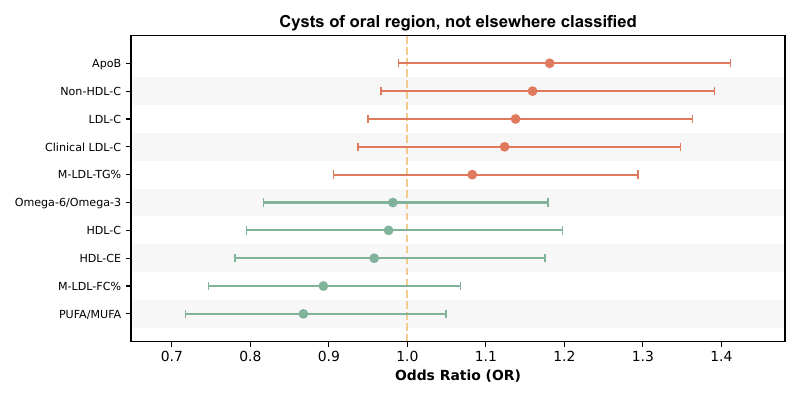 Cysts of oral region, not elsewhere classified
ApoB
Non-HDL-C
LDL-C
Clinical LDL-C
M-LDL-TG%
Omega-6/Omega-3
HDL-C
HDL-CE
M-LDL-FC%
PUFA/MUFA
0.7 0.8 0.9 1.0 1.1 1.2 1.3 1.4
Odds Ratio (OR)